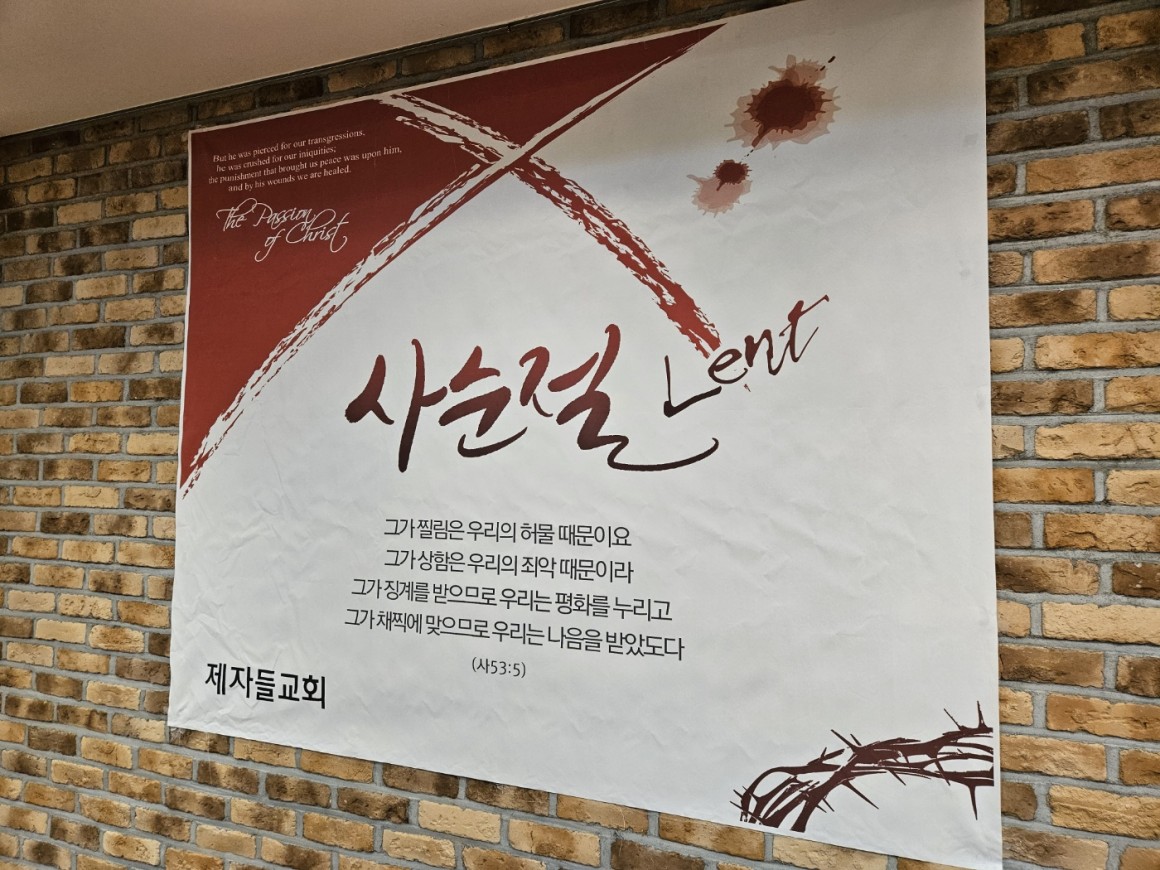 But he was pierced for our transgressions,
he was crushed for our iniquities;
the punishment that brought us peace was upon him,
and by his wounds we are healed.
The Passion
of Christ
사순절 Lent
그가 찔림은 우리의 허물 때문이요
그가 상함은 우리의 죄악 때문이라
그가 징계를 받으므로 우리는 평화를 누리고
그가 채찍에 맞으므로 우리는 나음을 받았도다
(사53:5)
제자들교회